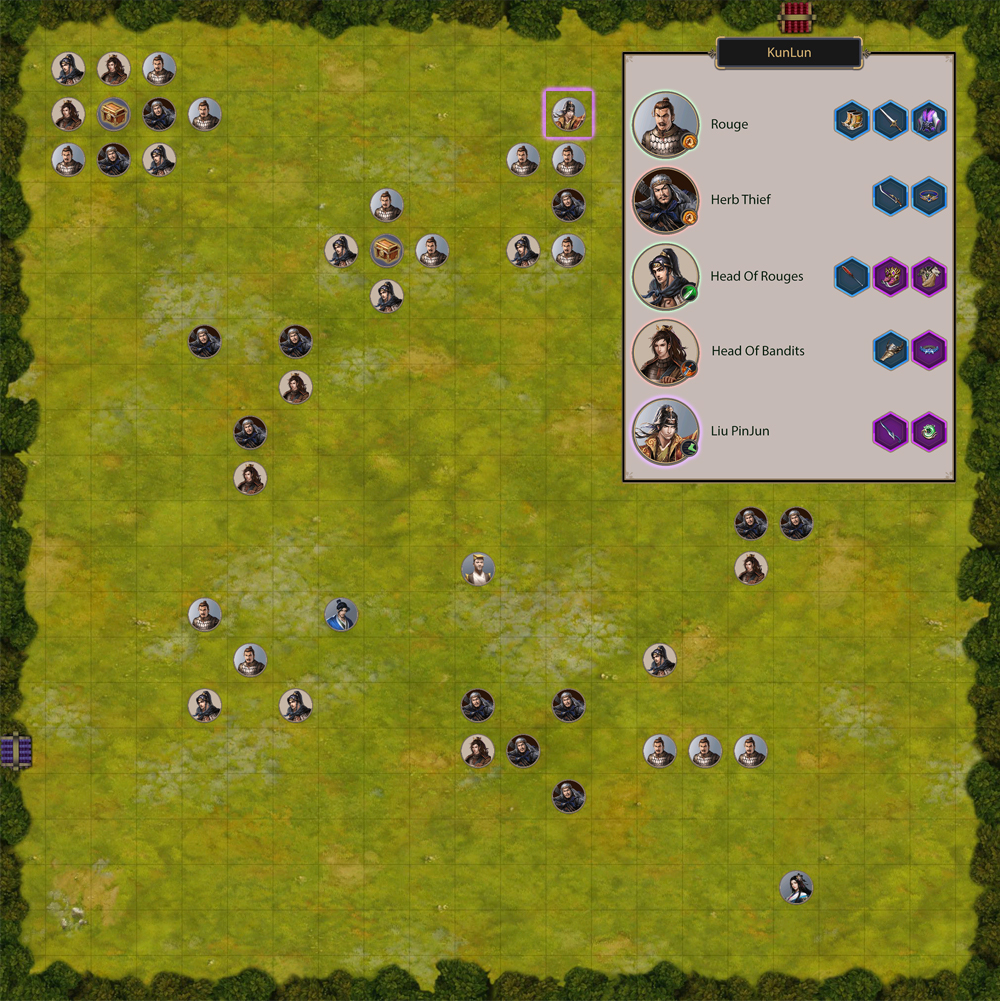 KunLun
Rouge
Herb Thief
Head Of Rouges
Head Of Bandits
Liu PinJun